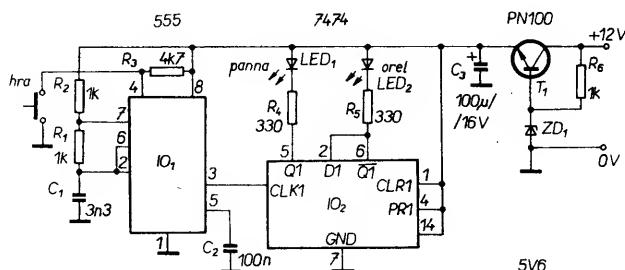 555 7474 PN100
+12V
R3 4k7
hra
R2
1k
4 8
7
R1
1k
6
2
IO1
C1
3n3
1
3
5
C2
100n
panna LED1
orel
LED2
R4
330
R5
330
5 2 6
Q1 D1 Q1
CLK1
IO2
CLR1 1
PR1 4
14
GND
7
+
C3
100µ/
/16V
T1
R6
1k
ZD1
0V
5V6